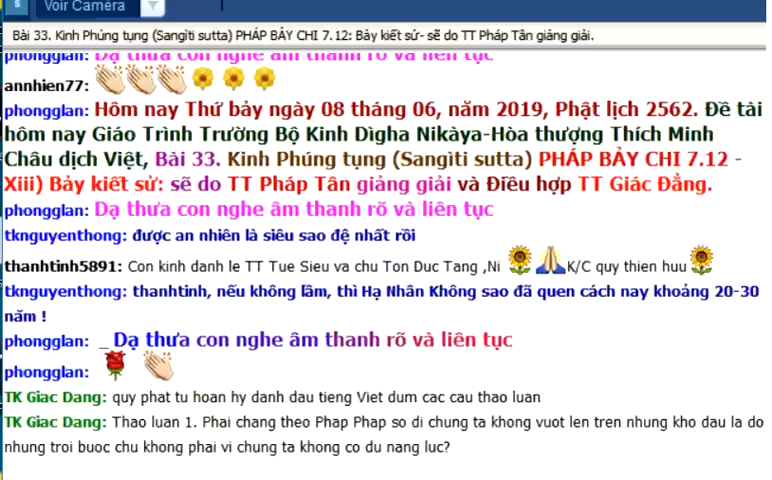 s Voir Caméra
Bài 33. Kinh Phúng tụng (Sangìti sutta) PHÁP BẢY CHI 7.12: Bảy kiết sử- sẽ do TT Pháp Tân giảng giải.
phongglan: Dạ thưa con nghe âm thanh rõ và liên tục
annhien77:
phongglan: Hôm nay Thứ bảy ngày 08 tháng 06, năm 2019, Phật lịch 2562. Đề tài
hôm nay Giáo Trình Trường Bộ Kinh Dìgha Nikàya-Hòa thượng Thích Minh
Châu dịch Việt, Bài 33. Kinh Phúng tụng (Sangìti sutta) PHÁP BẢY CHI 7.12 -
Xiii) Bảy kiết sử: sẽ do TT Pháp Tân giảng giải và Điều hợp TT Giác Đẳng.
phongglan: Dạ thưa con nghe âm thanh rõ và liên tục
tknguyenthong: được an nhiên là siêu sao đệ nhất rồi
thanhtinh5891: Con kinh danh le TT Tue Sieu va chu Ton Duc Tang ,Ni K/C quy thien huu
tknguyenthong: thanhtinh, nếu không lầm, thì Hạ Nhân Không sao đã quen cách nay khoảng 20-30
năm !
phongglan: _ Dạ thưa con nghe âm thanh rõ và liên tục
phongglan:
TK Giac Dang: quy phat tu hoan hy danh dau tieng Viet dum cac cau thao luan
TK Giac Dang: Thao luan 1. Phai chang theo Phap Phap so di chung ta khong vuot len tren nhung kho dau la do
nhung troi buoc chu khong phai vi chung ta khong co du nang luc?